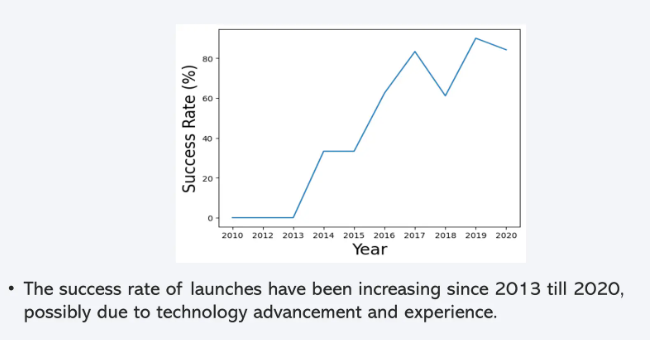 80
60
40
20
0
Success Rate (%)
2010 2012 2013 2014 2015 2016 2017 2018 2019 2020
Year
• The success rate of launches have been increasing since 2013 till 2020,
possibly due to technology advancement and experience.